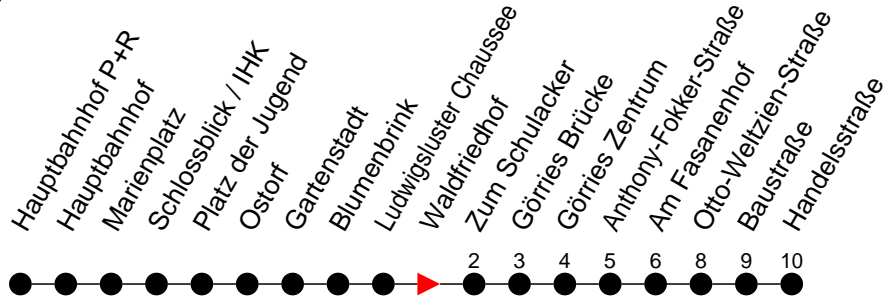 Hauptbahnhof P+R
Hauptbahnhof
Marienplatz
Schlossblick / IHK
Platz der Jugend
Ostorf
Gartenstadt
Blumenbrink
Ludwigsluster Chaussee
Waldfriedhof
Zum Schulacker
Görries Brücke
Görries Zentrum
Anthony-Fokker-Straße
Am Fasanenhof
Otto-Weltzien-Straße
Baustraße
Handelsstraße
2 3 4 5 6 8 9 10